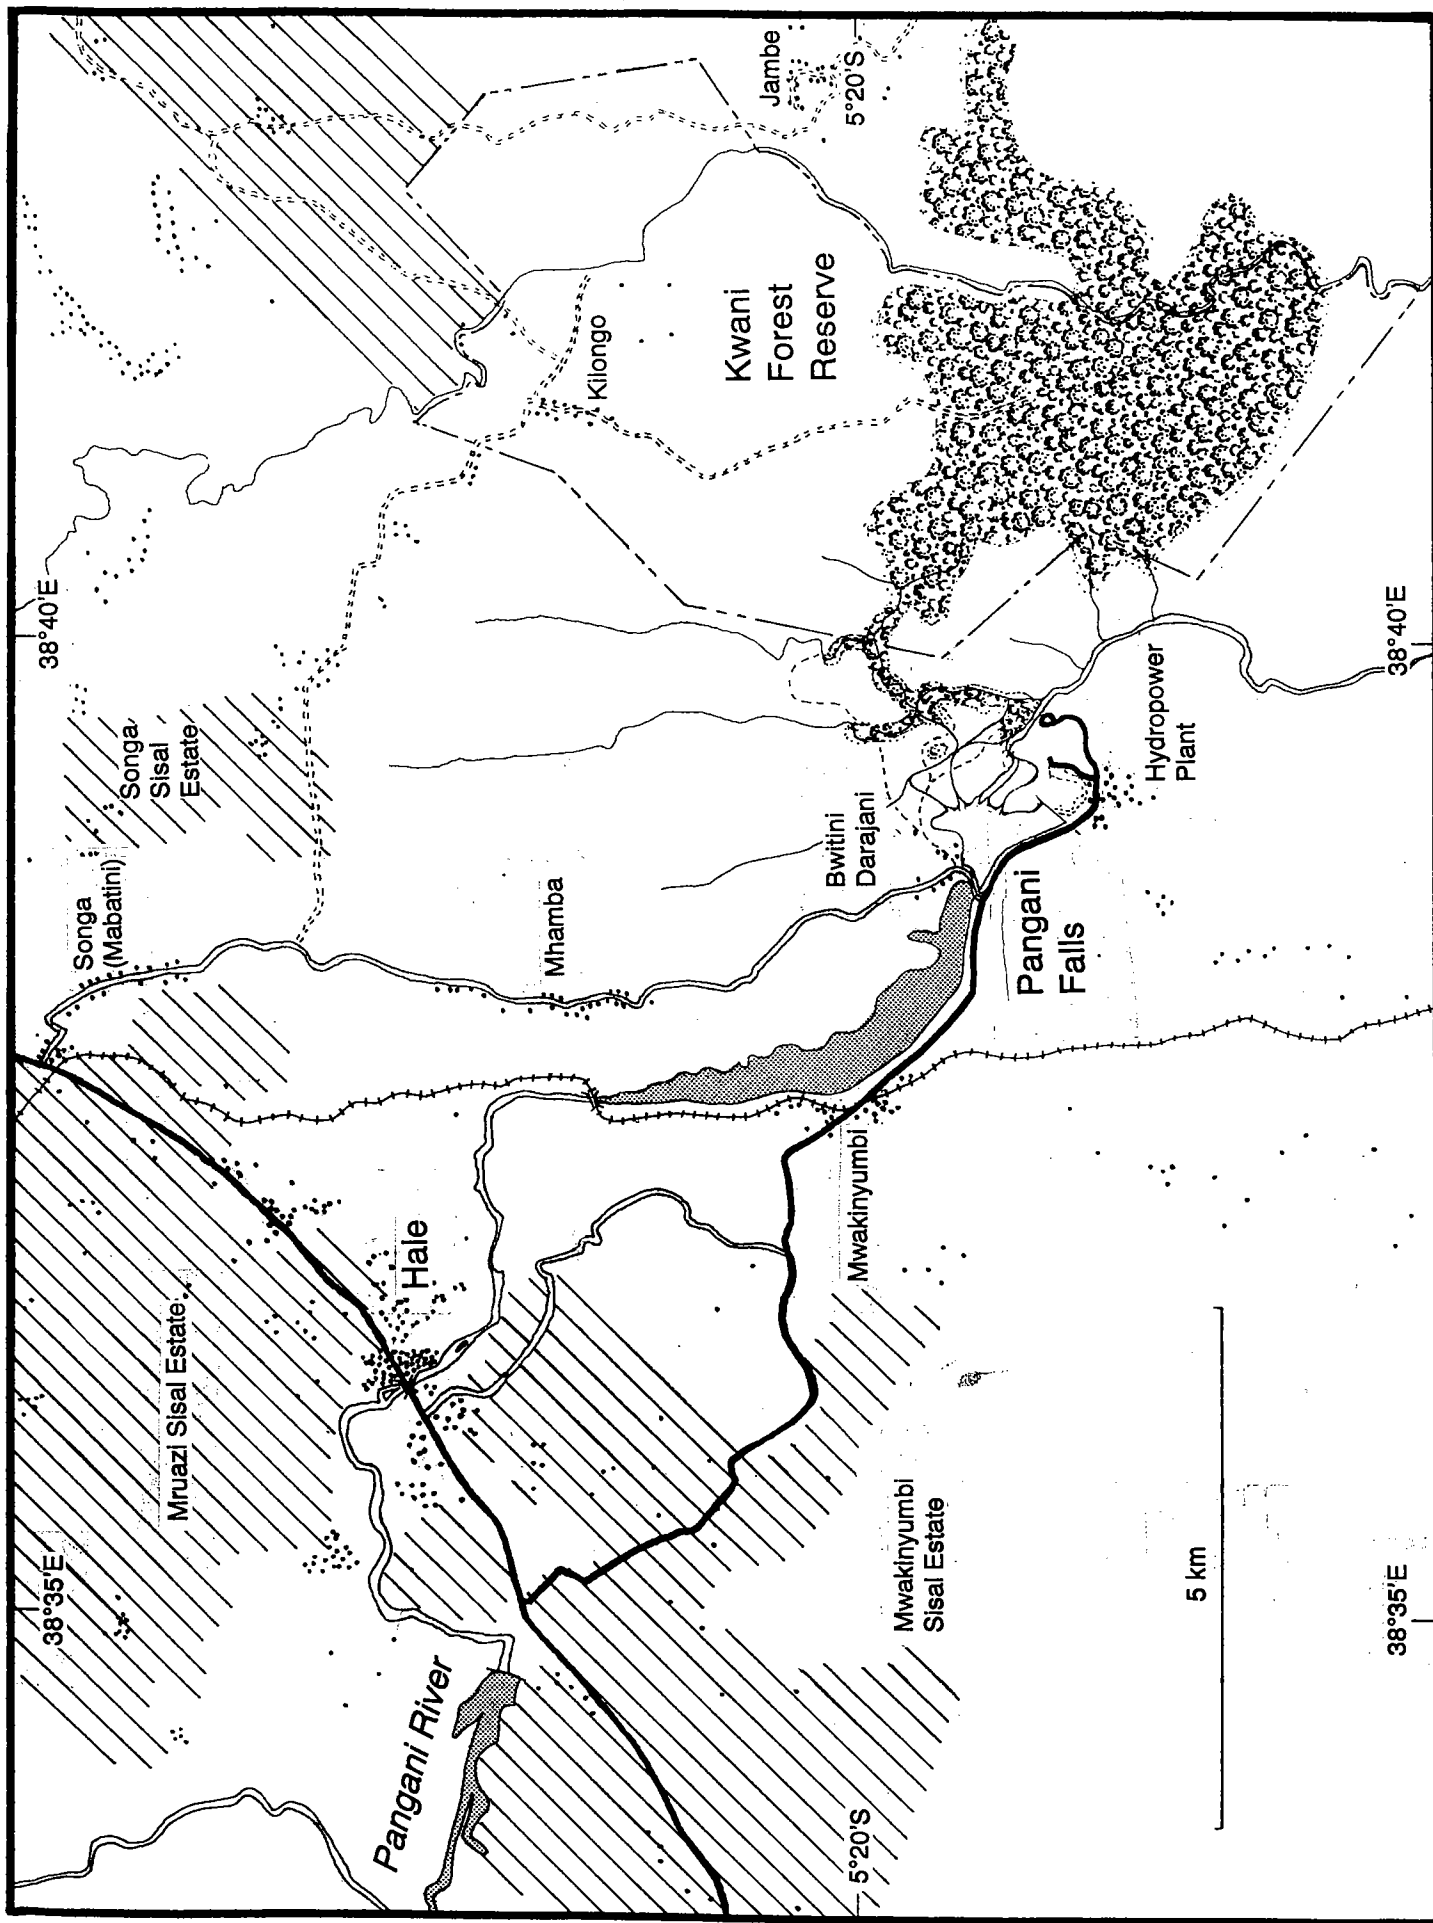 38°35'E
38°40'E
Songa
(Mabatini)
Songa
Sisal
Estate
Mruazi Sisal Estate
Pangani River
Hale
Mhamba
Kilongo
Jambe
5°20'S
Kwani
Forest
Reserve
Bwitini
Darajani
Mwakinyumbi
5°20'S
Mwakinyumbi
Sisal Estate
Pangani
Falls
Hydropower
Plant
5 km
38°35'E
38°40'E